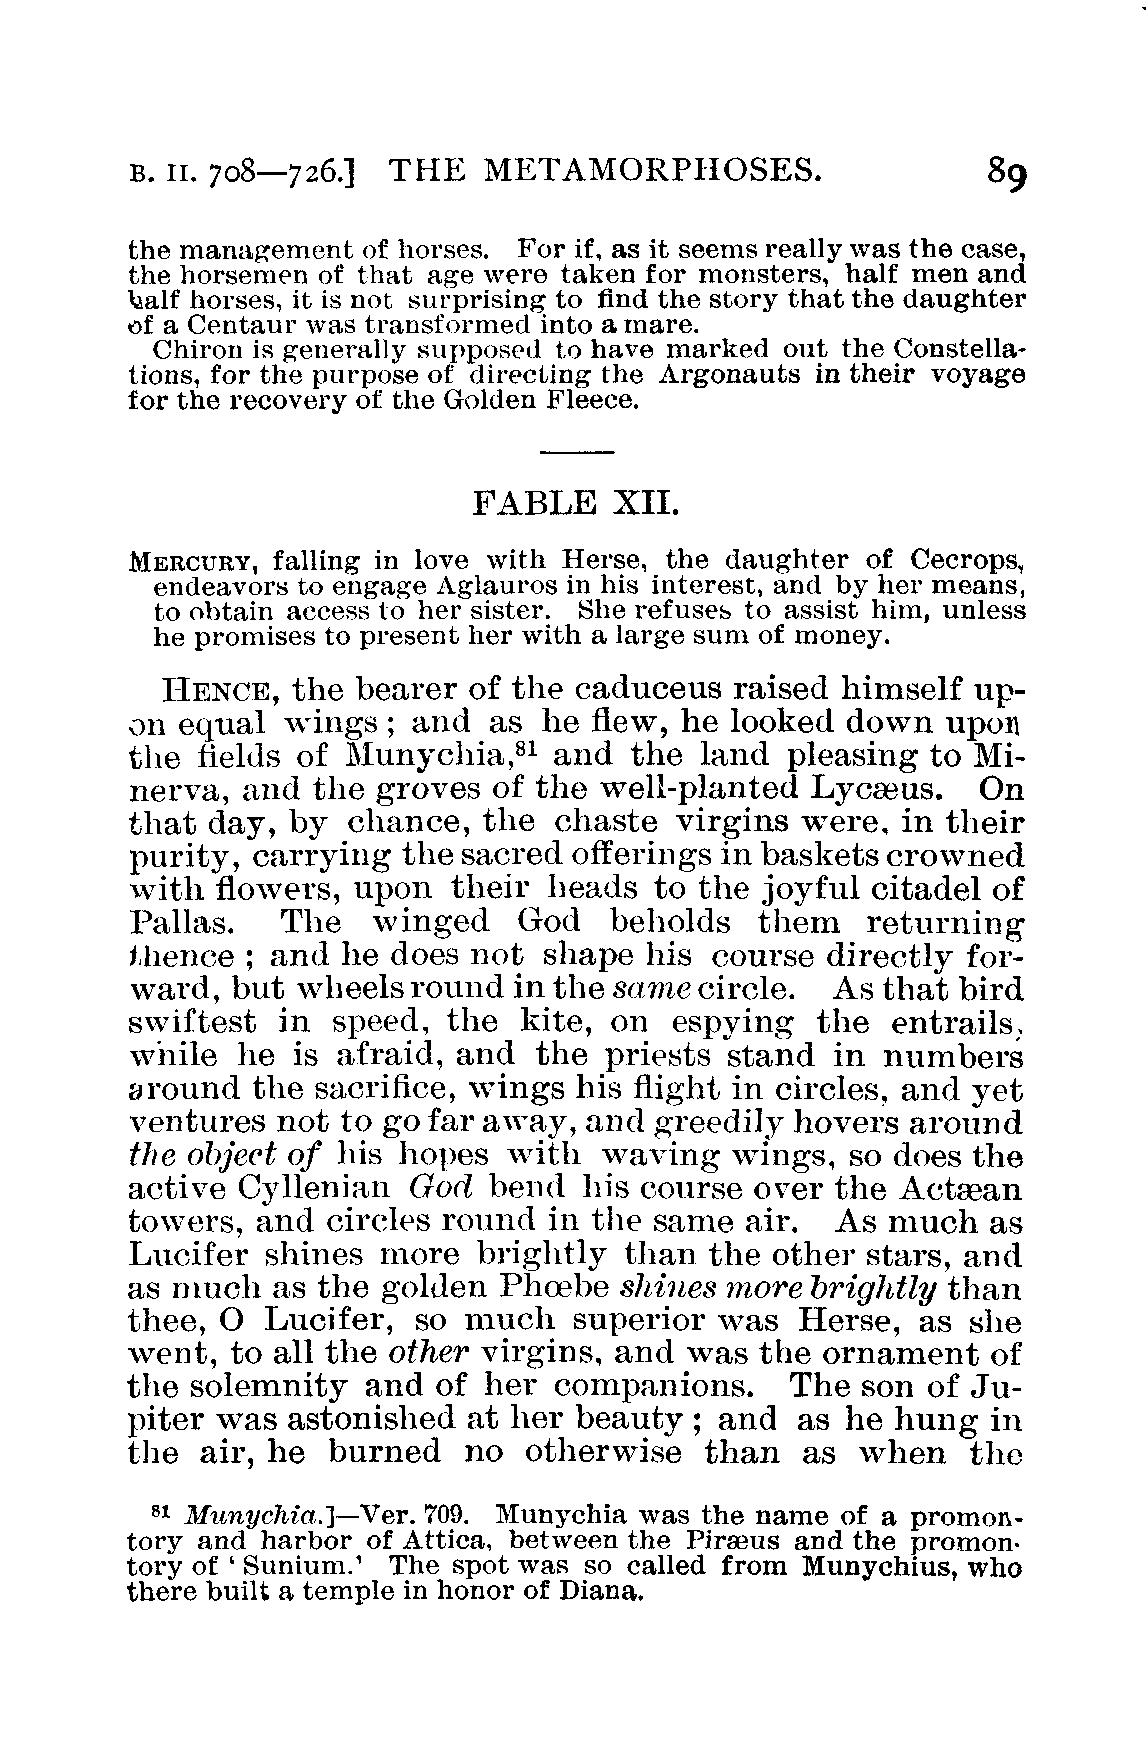 B. II. 708—726.] THE METAMORPHOSES. 89
the management of horses. For if, as it seems really was the case,
the horsemen of that age were taken for monsters, half men and
half horses, it is not surprising to find the story that the daughter
of a Centaur was transformed into a mare.
Chiron is generally supposed to have marked out the Constella-
tions, for the purpose of directing the Argonauts in their voyage
for the recovery of the Golden Fleece.
FABLE XII.
MERCURY, falling in love with Herse, the daughter of Cecrops,
endeavors to engage Aglauros in his interest, and by her means,
to obtain access to her sister. She refuses to assist him, unless
he promises to present her with a large sum of money.
HENCE, the bearer of the caduceus raised himself up-
on equal wings; and as he flew, he looked down upon
the fields of Munychia,⁸¹ and the land pleasing to Mi-
nerva, and the groves of the well-planted Lycæus. On
that day, by chance, the chaste virgins were, in their
purity, carrying the sacred offerings in baskets crowned
with flowers, upon their heads to the joyful citadel of
Pallas. The winged God beholds them returning
thence; and he does not shape his course directly for-
ward, but wheels round in the same circle. As that bird
swiftest in speed, the kite, on espying the entrails,
while he is afraid, and the priests stand in numbers
around the sacrifice, wings his flight in circles, and yet
ventures not to go far away, and greedily hovers around
the object of his hopes with waving wings, so does the
active Cyllenian God bend his course over the Actæan
towers, and circles round in the same air. As much as
Lucifer shines more brightly than the other stars, and
as much as the golden Phœbe shines more brightly than
thee, O Lucifer, so much superior was Herse, as she
went, to all the other virgins, and was the ornament of
the solemnity and of her companions. The son of Ju-
piter was astonished at her beauty; and as he hung in
the air, he burned no otherwise than as when the
⁸¹ Munychia.]—Ver. 709. Munychia was the name of a promon-
tory and harbor of Attica, between the Piræus and the promon-
tory of ‘Sunium.’ The spot was so called from Munychius, who
there built a temple in honor of Diana.